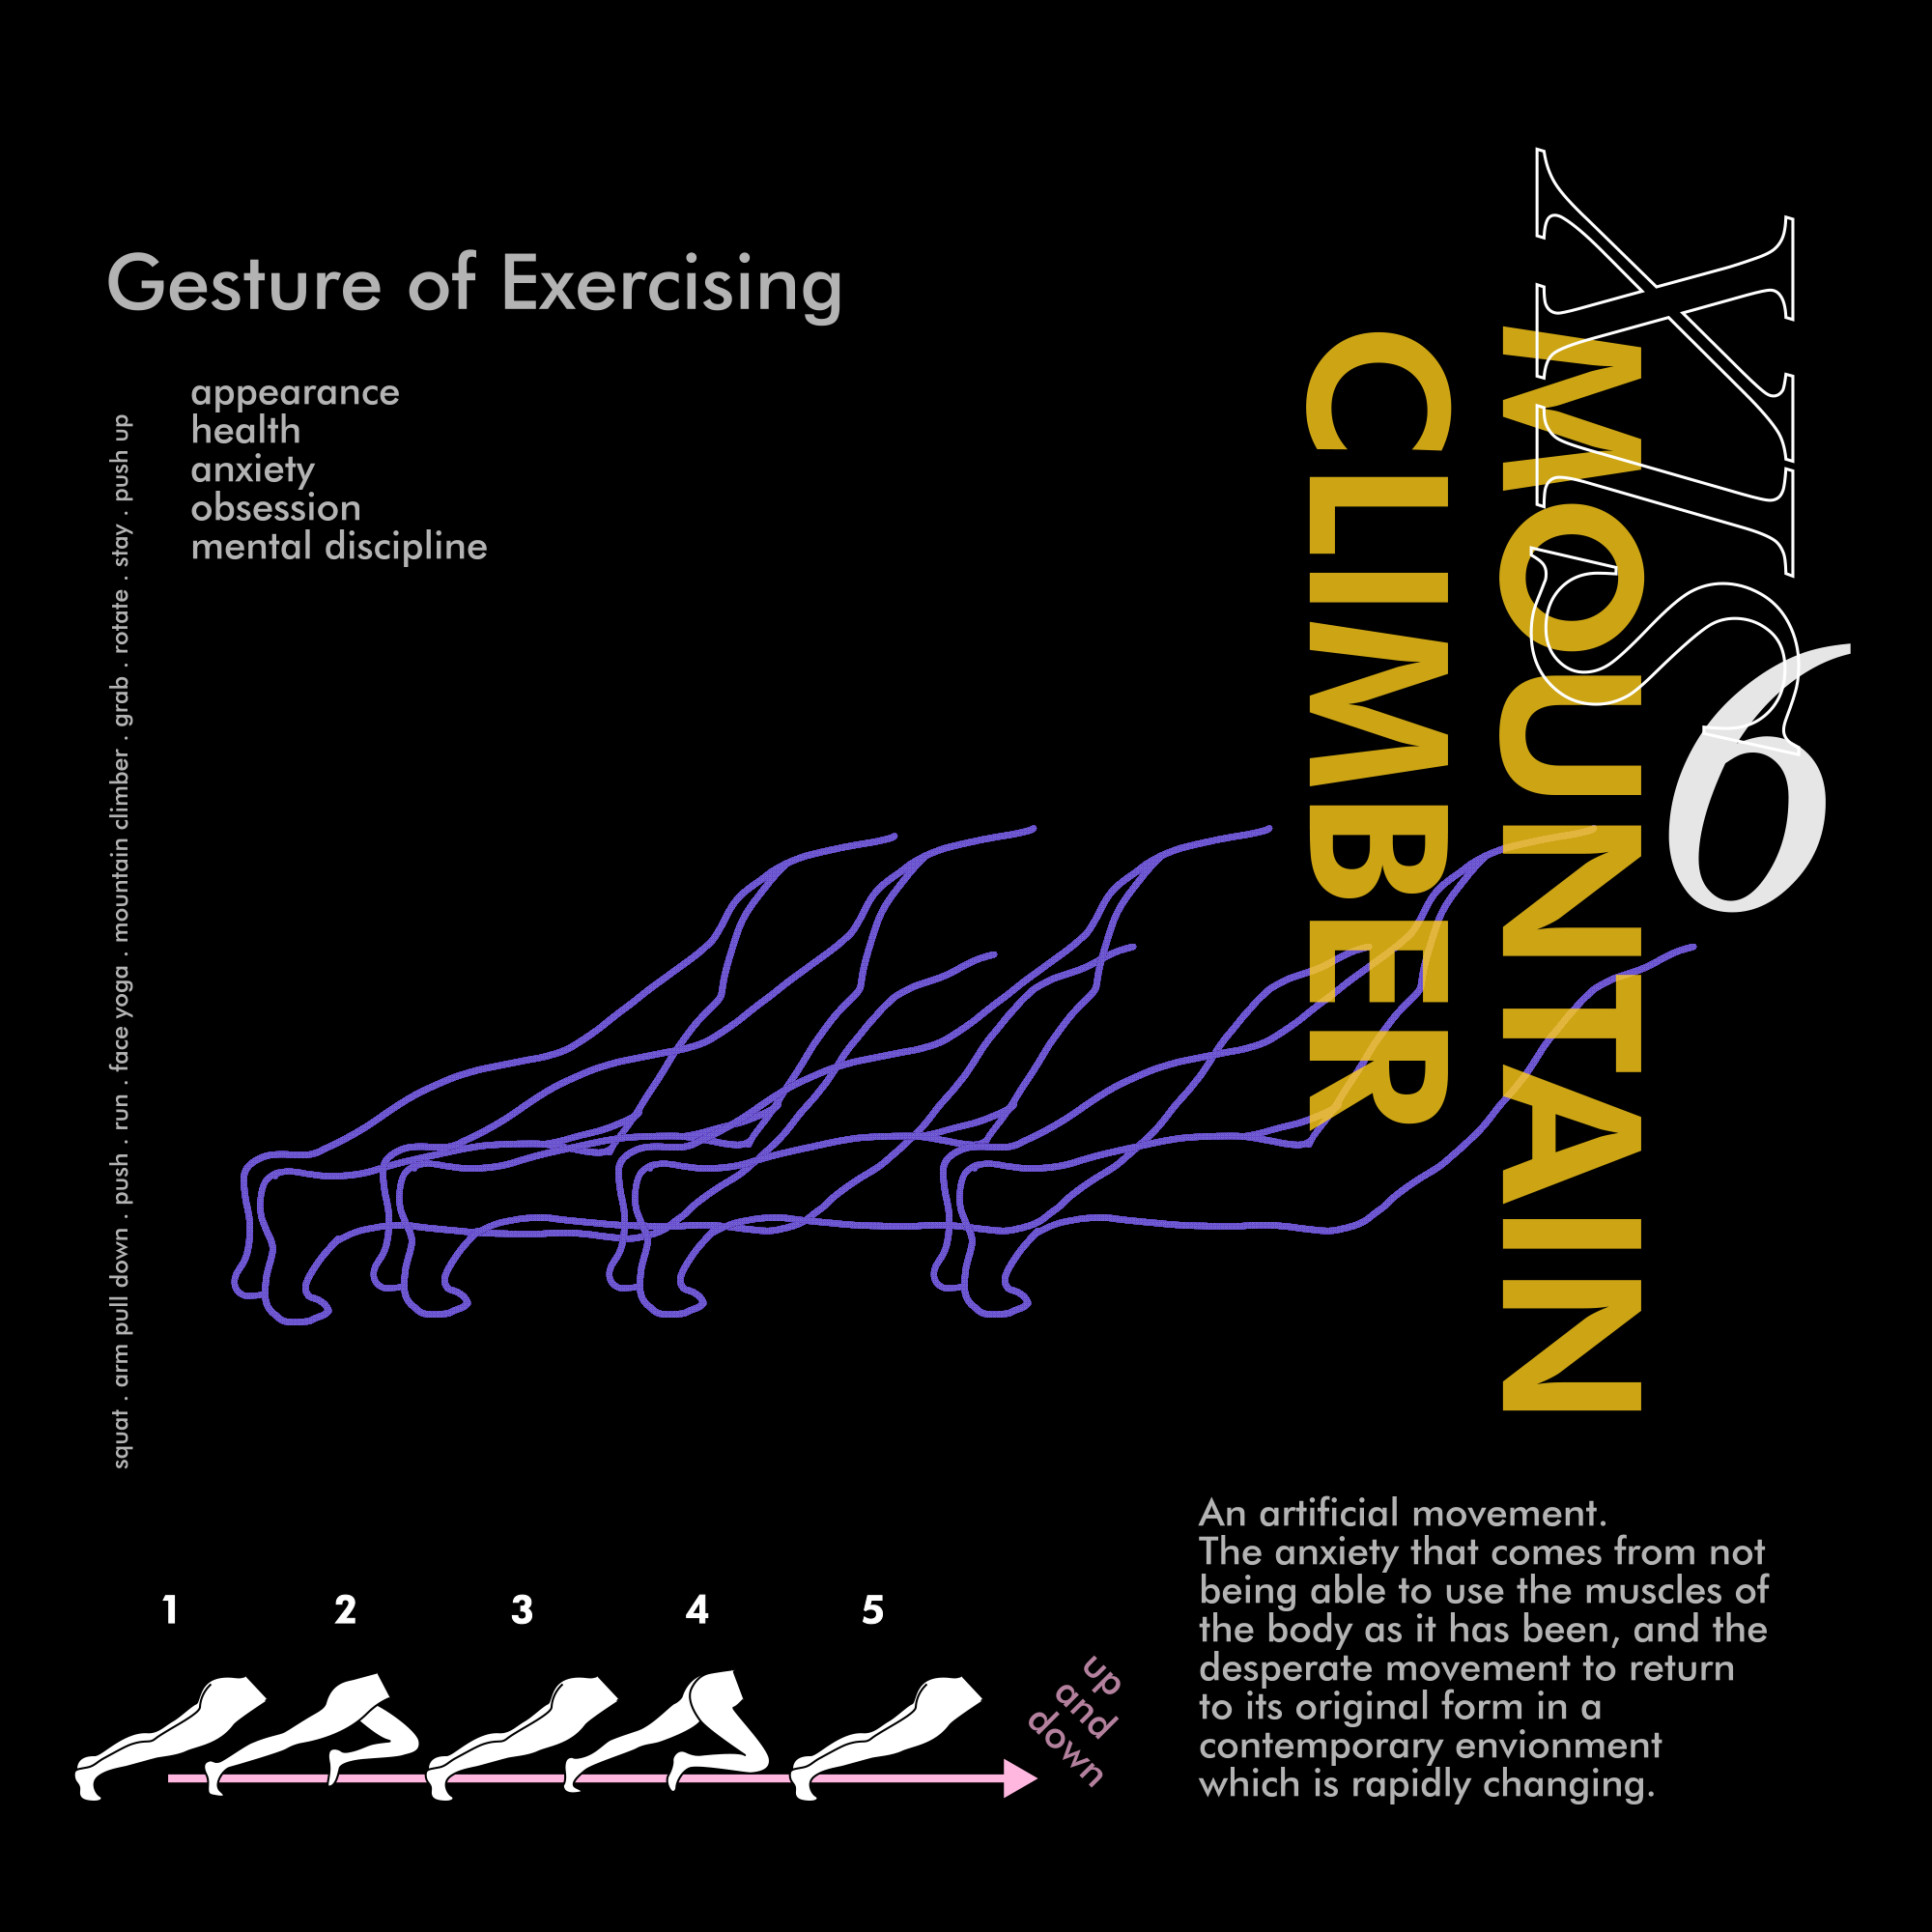 Gesture of Exercising
appearance
health
anxiety
obsession
mental discipline
squat . arm pull down . push . run . face yoga . mountain climber . grab . rotate . stay . push up
SIX
6
MOUNTAIN
CLIMBER
1 2 3 4 5
up
and
down
An artificial movement.
The anxiety that comes from not
being able to use the muscles of
the body as it has been, and the
desperate movement to return
to its original form in a
contemporary envionment
which is rapidly changing.